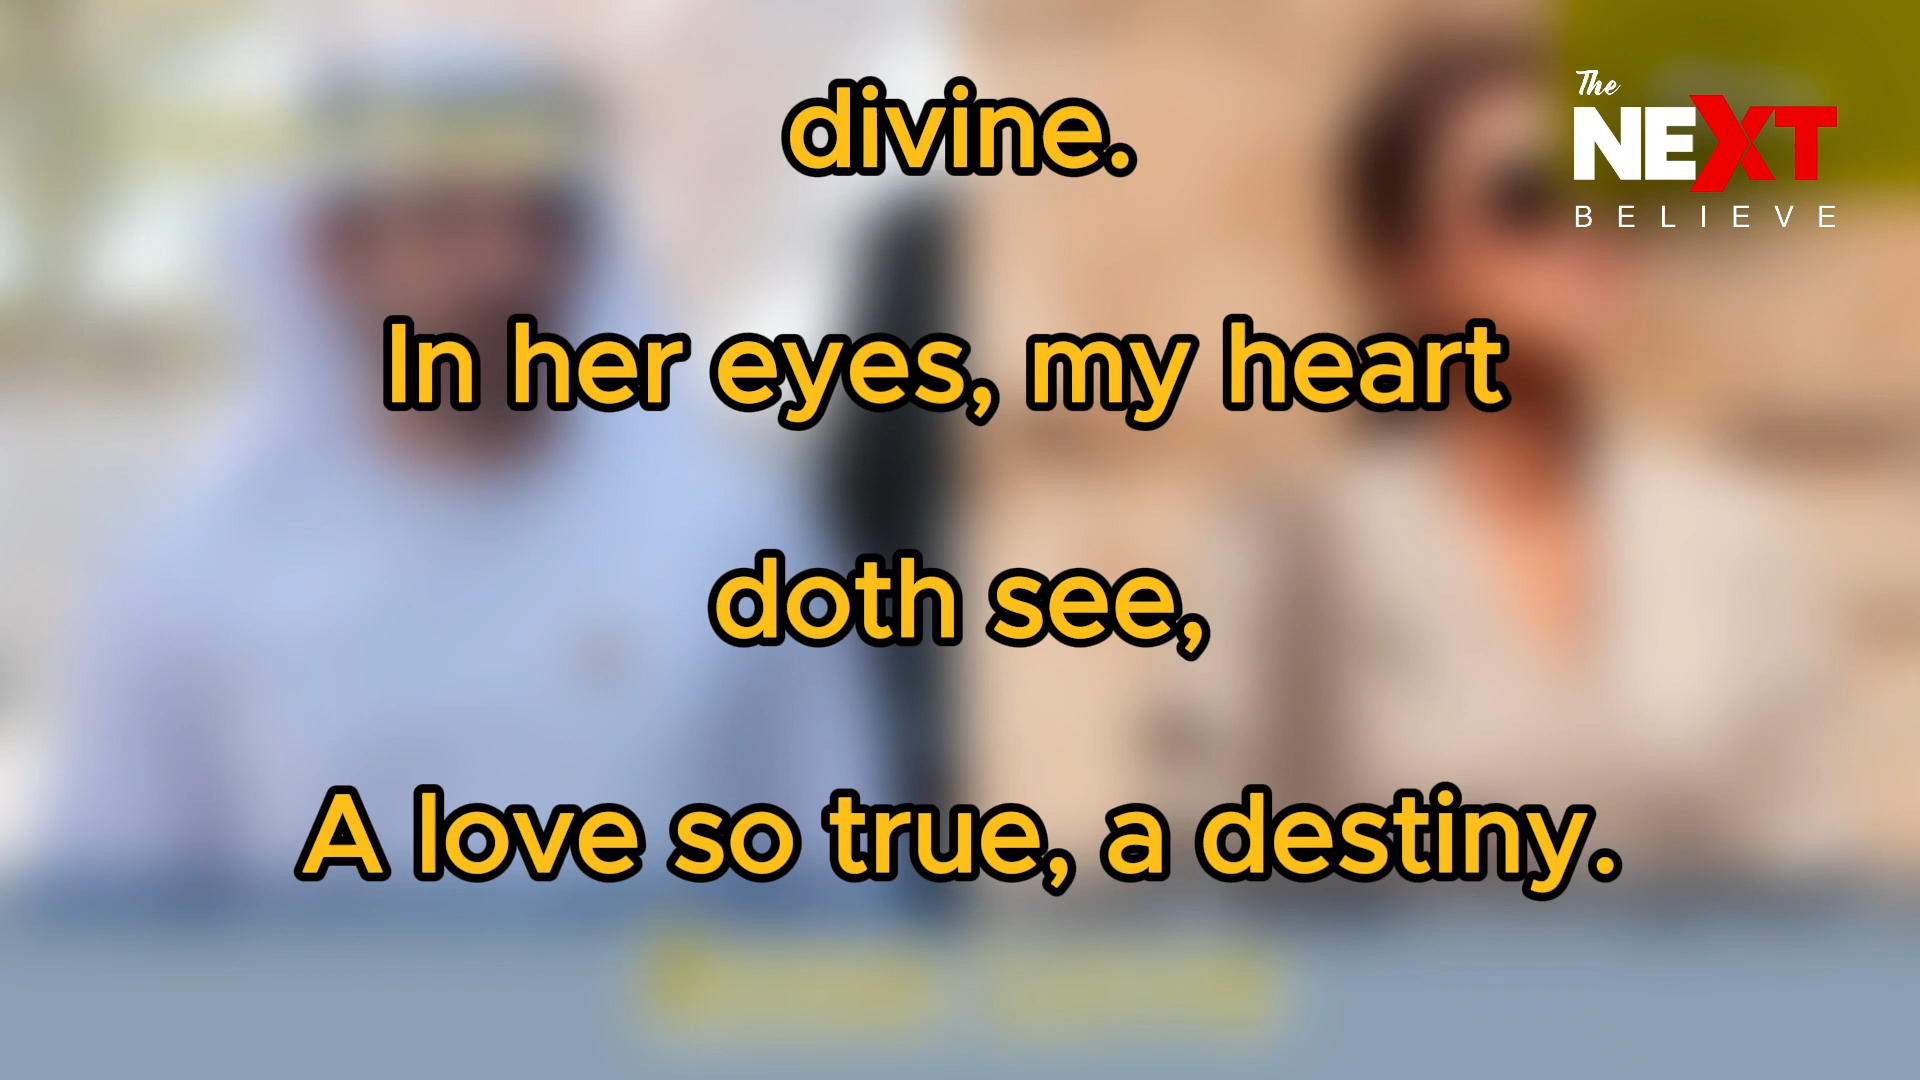 divine.
The
NEXT
BELIEVE
In her eyes, my heart
doth see,
A love so true, a destiny.